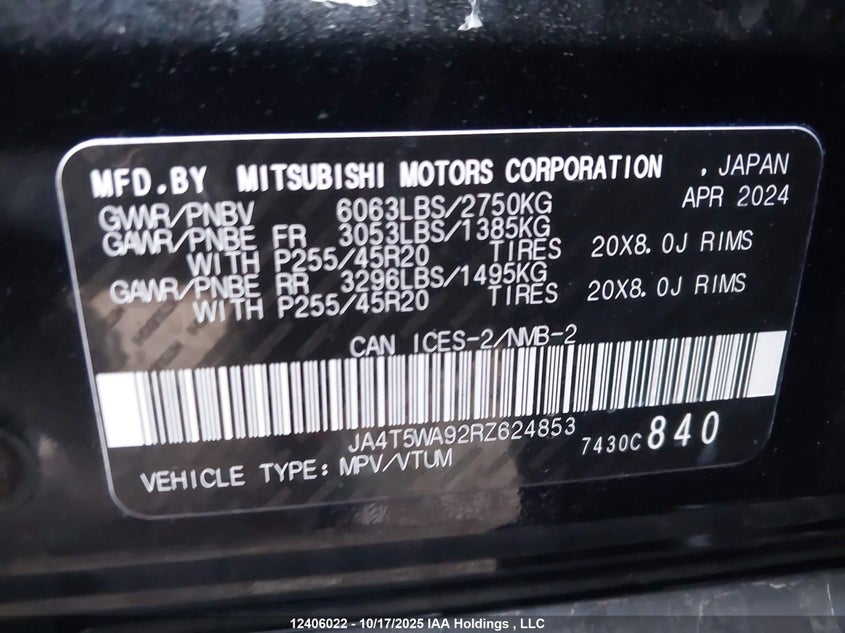 MFD.BY MITSUBISHI MOTORS CORPORATION , JAPAN
GVWR/PNBV 6063LBS/2750KG APR 2024
GAWR/PNBE FR 3053LBS/1385KG
WITH P255/45R20 TIRES 20X8.0J RIMS
GAWR/PNBE RR 3296LBS/1495KG
WITH P255/45R20 TIRES 20X8.0J RIMS
CAN ICES-2/NMB-2
JA4T5WA92RZ624853 7430C 840
VEHICLE TYPE: MPV/VTUM
12406022 - 10/17/2025 IAA Holdings , LLC